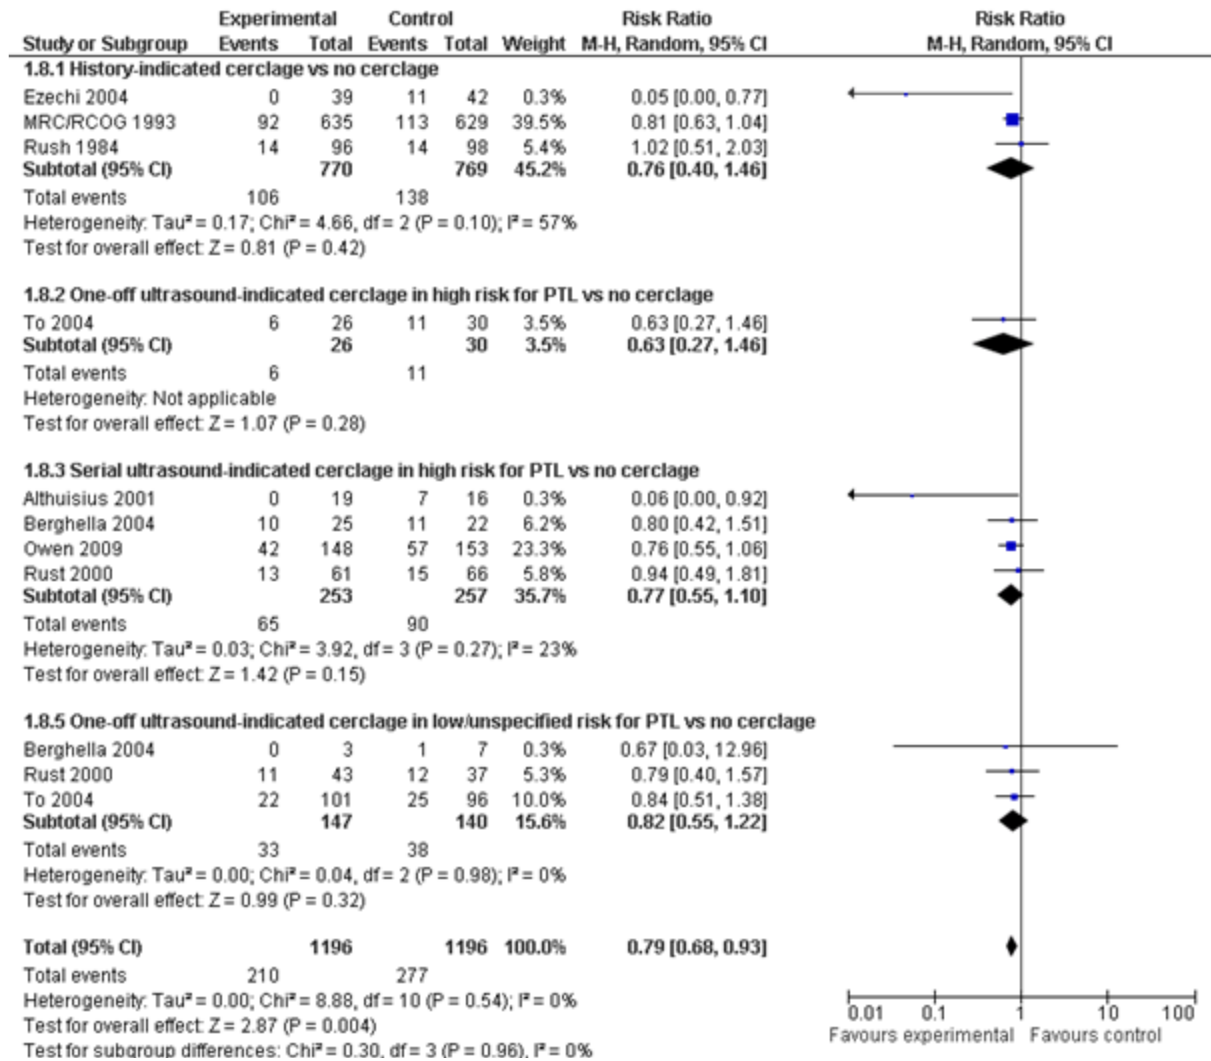 Experimental Control Risk Ratio Risk Ratio
Study or Subgroup Events Total Events Total Weight M-H, Random, 95% CI M-H, Random, 95% CI
1.8.1 History-indicated cerclage vs no cerclage
Ezechi 2004 0 39 11 42 0.3% 0.05 [0.00, 0.77]
MRC/RCOG 1993 92 635 113 629 39.5% 0.81 [0.63, 1.04]
Rush 1984 14 96 14 98 5.4% 1.02 [0.51, 2.03]
Subtotal (95% CI) 770 769 45.2% 0.76 [0.40, 1.46]
Total events 106 138
Heterogeneity: Tau² = 0.17; Chi² = 4.66, df = 2 (P = 0.10); I² = 57%
Test for overall effect: Z = 0.81 (P = 0.42)
1.8.2 One-off ultrasound-indicated cerclage in high risk for PTL vs no cerclage
To 2004 6 26 11 30 3.5% 0.63 [0.27, 1.46]
Subtotal (95% CI) 26 30 3.5% 0.63 [0.27, 1.46]
Total events 6 11
Heterogeneity: Not applicable
Test for overall effect: Z = 1.07 (P = 0.28)
1.8.3 Serial ultrasound-indicated cerclage in high risk for PTL vs no cerclage
Althuisius 2001 0 19 7 16 0.3% 0.06 [0.00, 0.92]
Berghella 2004 10 25 11 22 6.2% 0.80 [0.42, 1.51]
Owen 2009 42 148 57 153 23.3% 0.76 [0.55, 1.06]
Rust 2000 13 61 15 66 5.8% 0.94 [0.49, 1.81]
Subtotal (95% CI) 253 257 35.7% 0.77 [0.55, 1.10]
Total events 65 90
Heterogeneity: Tau² = 0.03; Chi² = 3.92, df = 3 (P = 0.27); I² = 23%
Test for overall effect: Z = 1.42 (P = 0.15)
1.8.5 One-off ultrasound-indicated cerclage in low/unspecified risk for PTL vs no cerclage
Berghella 2004 0 3 1 7 0.3% 0.67 [0.03, 12.96]
Rust 2000 11 43 12 37 5.3% 0.79 [0.40, 1.57]
To 2004 22 101 25 96 10.0% 0.84 [0.51, 1.38]
Subtotal (95% CI) 147 140 15.6% 0.82 [0.55, 1.22]
Total events 33 38
Heterogeneity: Tau² = 0.00; Chi² = 0.04, df = 2 (P = 0.98); I² = 0%
Test for overall effect: Z = 0.99 (P = 0.32)
Total (95% CI) 1196 1196 100.0% 0.79 [0.68, 0.93]
Total events 210 277
Heterogeneity: Tau² = 0.00; Chi² = 8.88, df = 10 (P = 0.54); I² = 0%
Test for overall effect: Z = 2.87 (P = 0.004)
Test for subgroup differences: Chi² = 0.30, df = 3 (P = 0.96), I² = 0%
0.01 0.1 1 10 100
Favours experimental Favours control